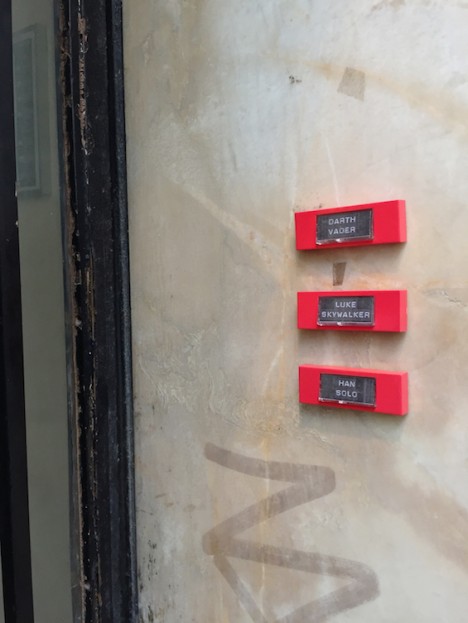 DARTH
VADER
LUKE
SKYWALKER
HAN
SOLO